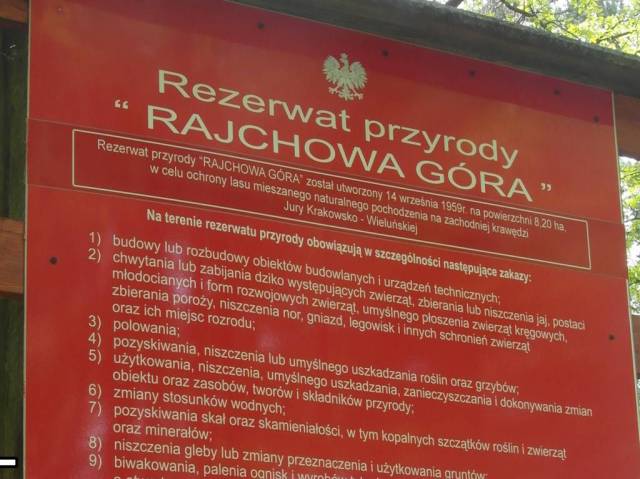 Rezerwat przyrody
“ RAJCHOWA GÓRA ”
Rezerwat przyrody "RAJCHOWA GÓRA" został utworzony 14 września 1959r. na powierzchni 8,20 ha,
w celu ochrony lasu mieszanego naturalnego pochodzenia na zachodniej krawędzi
Jury Krakowsko - Wieluńskiej
Na terenie rezerwatu przyrody obowiązują w szczególności następujące zakazy:
1) budowy lub rozbudowy obiektów budowlanych i urządzeń technicznych;
2) chwytania lub zabijania dziko występujących zwierząt, zbierania lub niszczenia jaj, postaci
młodocianych i form rozwojowych zwierząt, umyślnego płoszenia zwierząt kręgowych,
zbierania poroży, niszczenia nor, gniazd, legowisk i innych schronień zwierząt
oraz ich miejsc rozrodu;
3) polowania;
4) pozyskiwania, niszczenia lub umyślnego uszkadzania roślin oraz grzybów;
5) użytkowania, niszczenia, umyślnego uszkadzania, zanieczyszczania i dokonywania zmian
obiektu oraz zasobów, tworów i składników przyrody;
6) zmiany stosunków wodnych;
7) pozyskiwania skał oraz skamieniałości, w tym kopalnych szczątków roślin i zwierząt
oraz minerałów;
8) niszczenia gleby lub zmiany przeznaczenia i użytkowania gruntów;
9) biwakowania, palenia ognisk i wyrobów